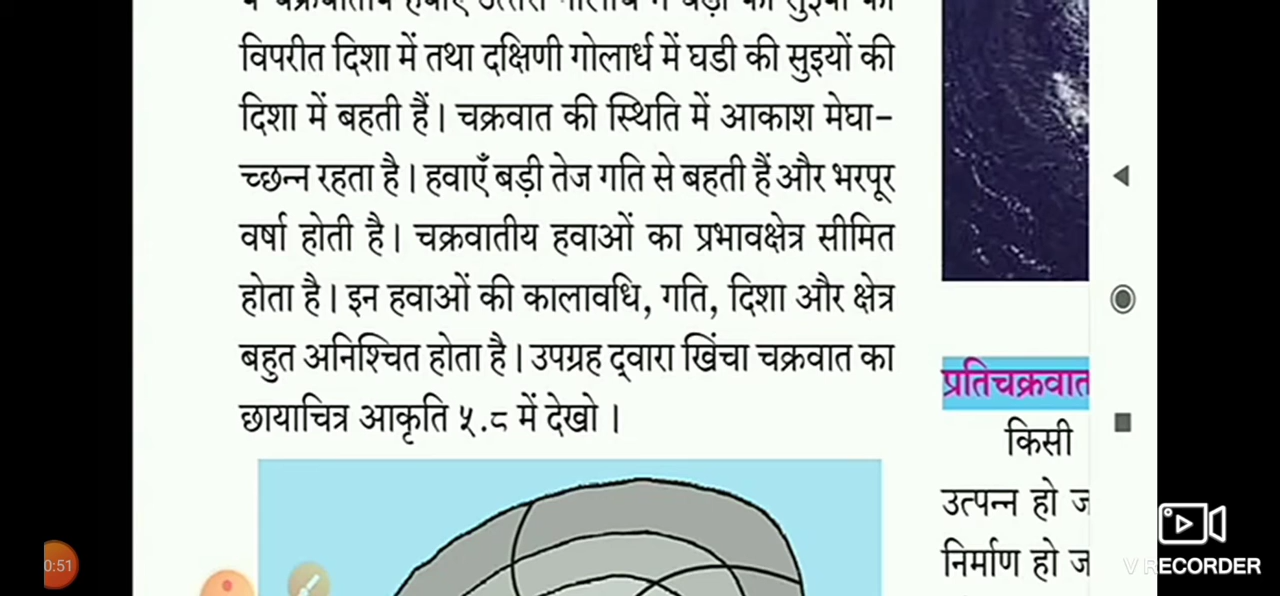 विपरीत दिशा में तथा दक्षिणी गोलार्ध में घडी की सुइयों की
दिशा में बहती हैं। चक्रवात की स्थिति में आकाश मेघा-
च्छन्न रहता है। हवाएँ बड़ी तेज गति से बहती हैं और भरपूर
वर्षा होती है। चक्रवातीय हवाओं का प्रभावक्षेत्र सीमित
होता है। इन हवाओं की कालावधि, गति, दिशा और क्षेत्र
बहुत अनिश्चित होता है। उपग्रह द्वारा खिंचा चक्रवात का
छायाचित्र आकृति ५.८ में देखो।
प्रतिचक्रवात
किसी
उत्पन्न हो ज
निर्माण हो ज
0:51
V RECORDER